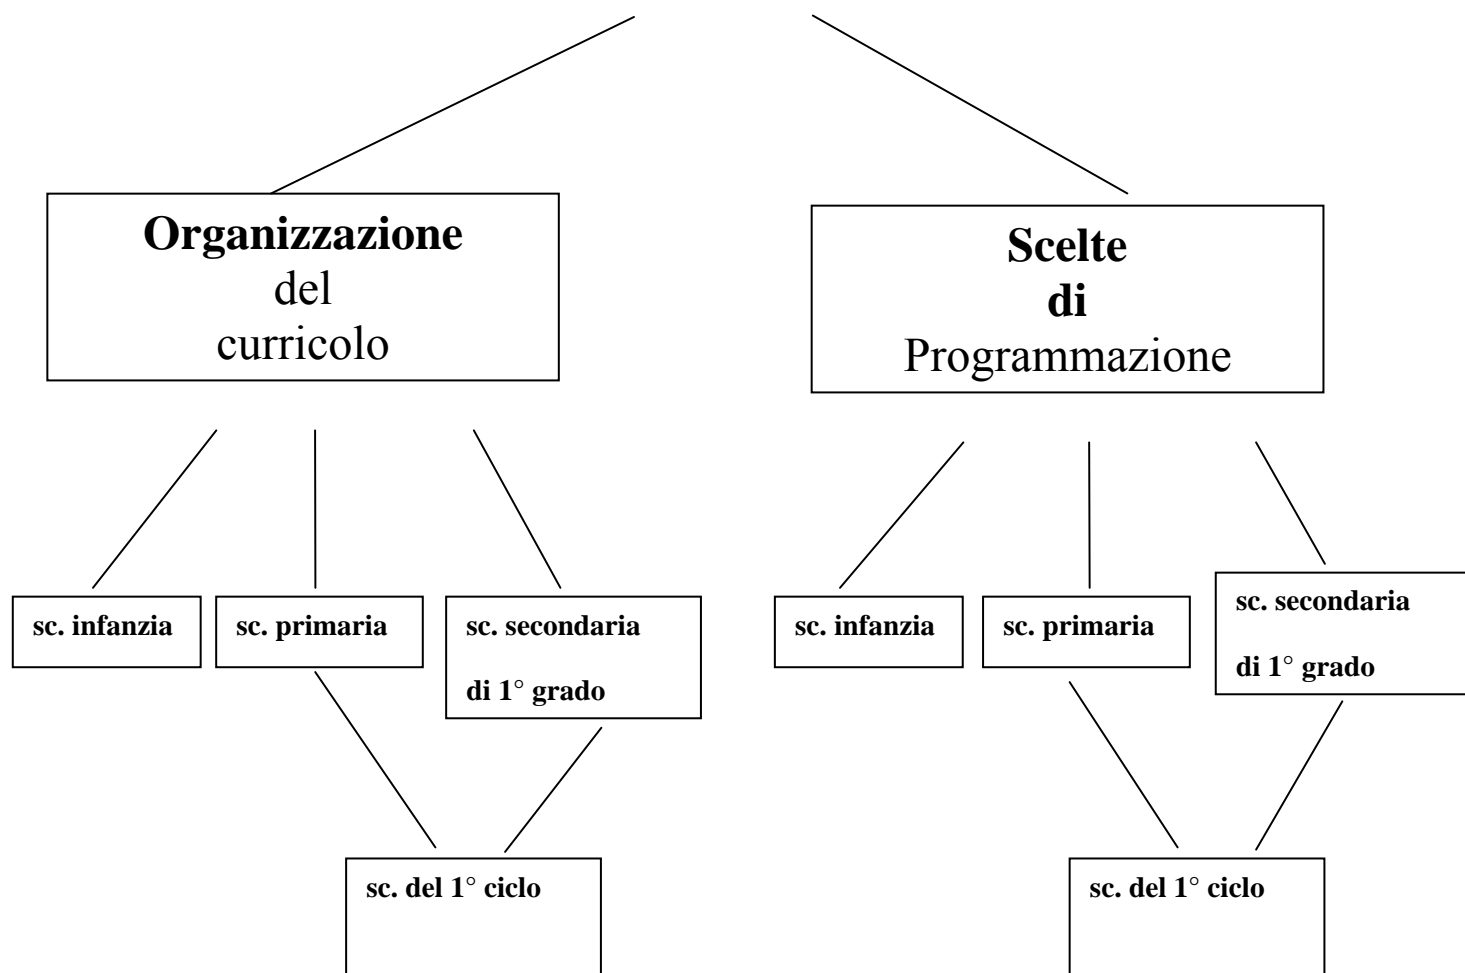 Organizzazione
del
curricolo
Scelte
di
Programmazione
sc. infanzia
sc. primaria
sc. secondaria
di 1° grado
sc. infanzia
sc. primaria
sc. secondaria
di 1° grado
sc. del 1° ciclo
sc. del 1° ciclo